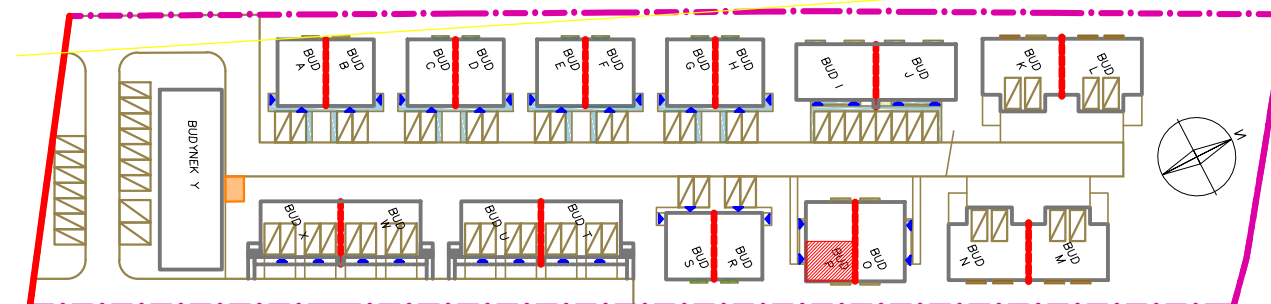 BUD A
BUD B
BUD C
BUD D
BUD E
BUD F
BUD G
BUD H
BUD I
BUD J
BUD K
BUD L
N
BUDYNEK Y
BUD X
BUD W
BUD U
BUD T
BUD S
BUD R
BUD P
BUD O
BUD N
BUD M